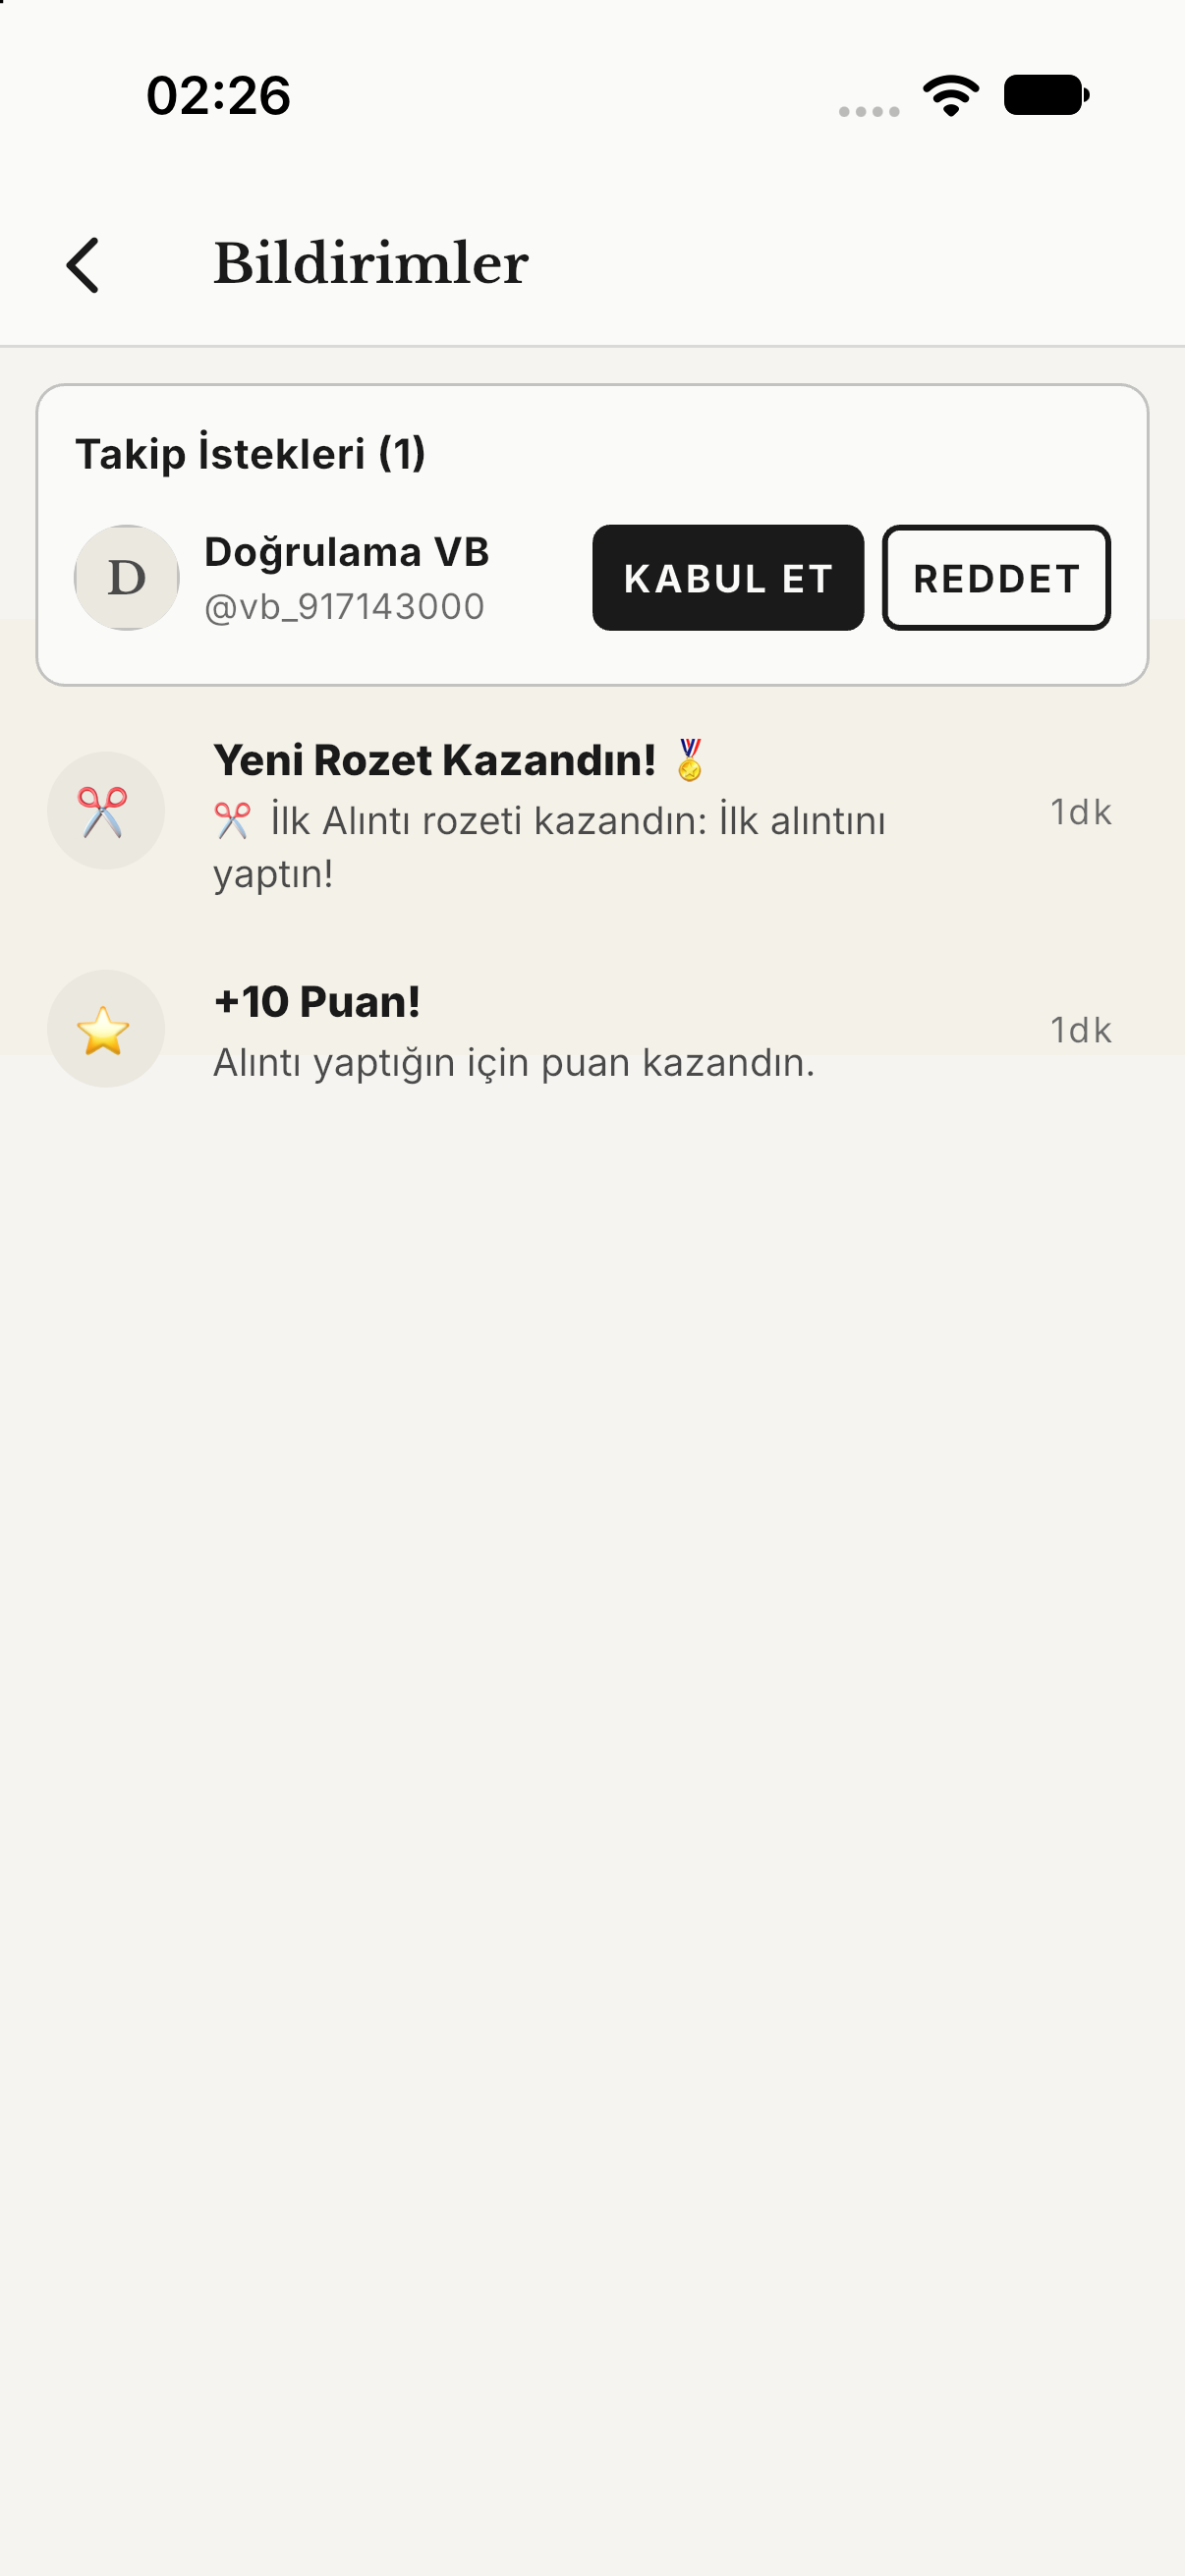 02:26
Bildirimler
Takip İstekleri (1)
D
Doğrulama VB
@vb_917143000
KABUL ET
REDDET
Yeni Rozet Kazandın! 🏅
✂️ İlk Alıntı rozeti kazandın: İlk alıntını
yaptın!
1dk
+10 Puan!
Alıntı yaptığın için puan kazandın.
1dk